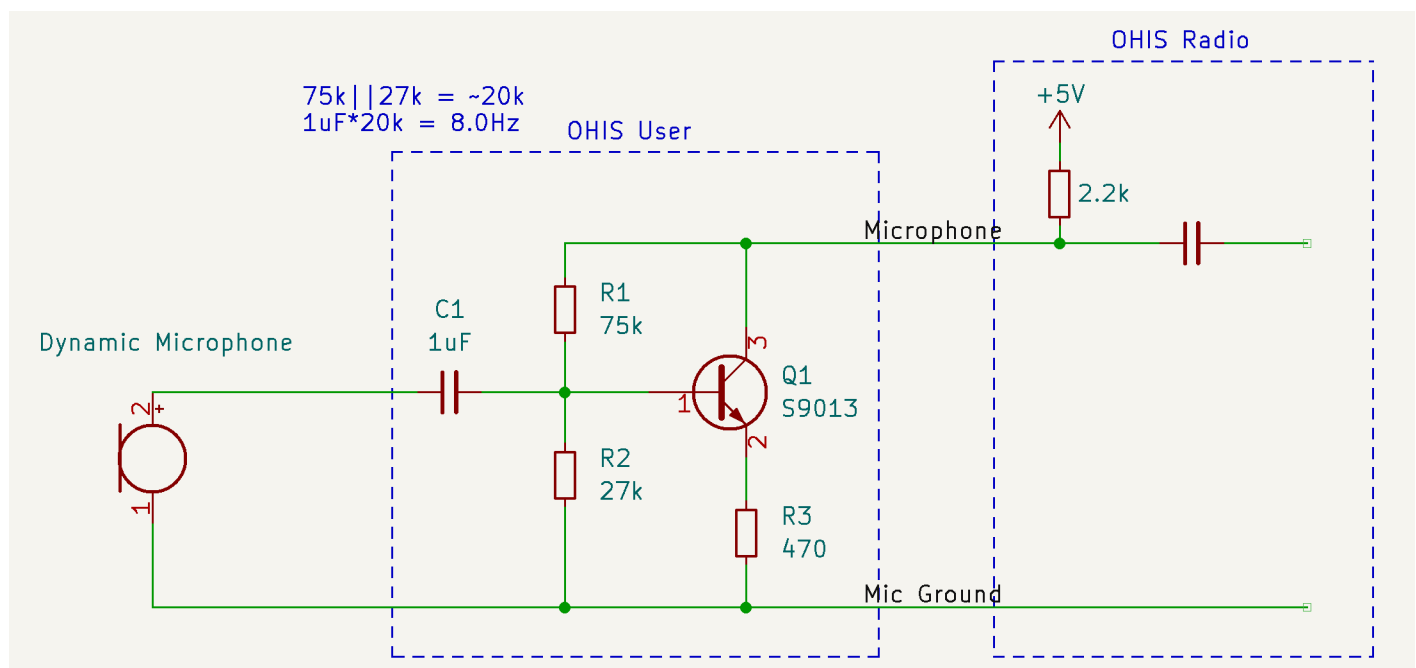 OHIS Radio
75k||27k = ~20k
1uF*20k = 8.0Hz
OHIS User
+5V
2.2k
Microphone
R1
75k
C1
1uF
Dynamic Microphone
3
Q1
S9013
1
2
2
+
1
R2
27k
R3
470
Mic Ground